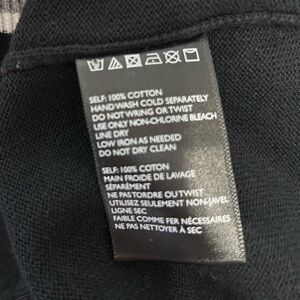 SELF: 100% COTTON
HAND WASH COLD SEPARATELY
DO NOT WRING OR TWIST
USE ONLY NON-CHLORINE BLEACH
LINE DRY
LOW IRON AS NEEDED
DO NOT DRY CLEAN
SELF: 100% COTON
MAIN FROIDE DE LAVAGE
SÉPARÉMENT
NE PAS TORDRE OU TWIST
UTILISEZ SEULEMENT NON-JAVEL
LIGNE SEC
FAIBLE COMME FER NÉCESSAIRES
NE PAS NETTOYER À SEC